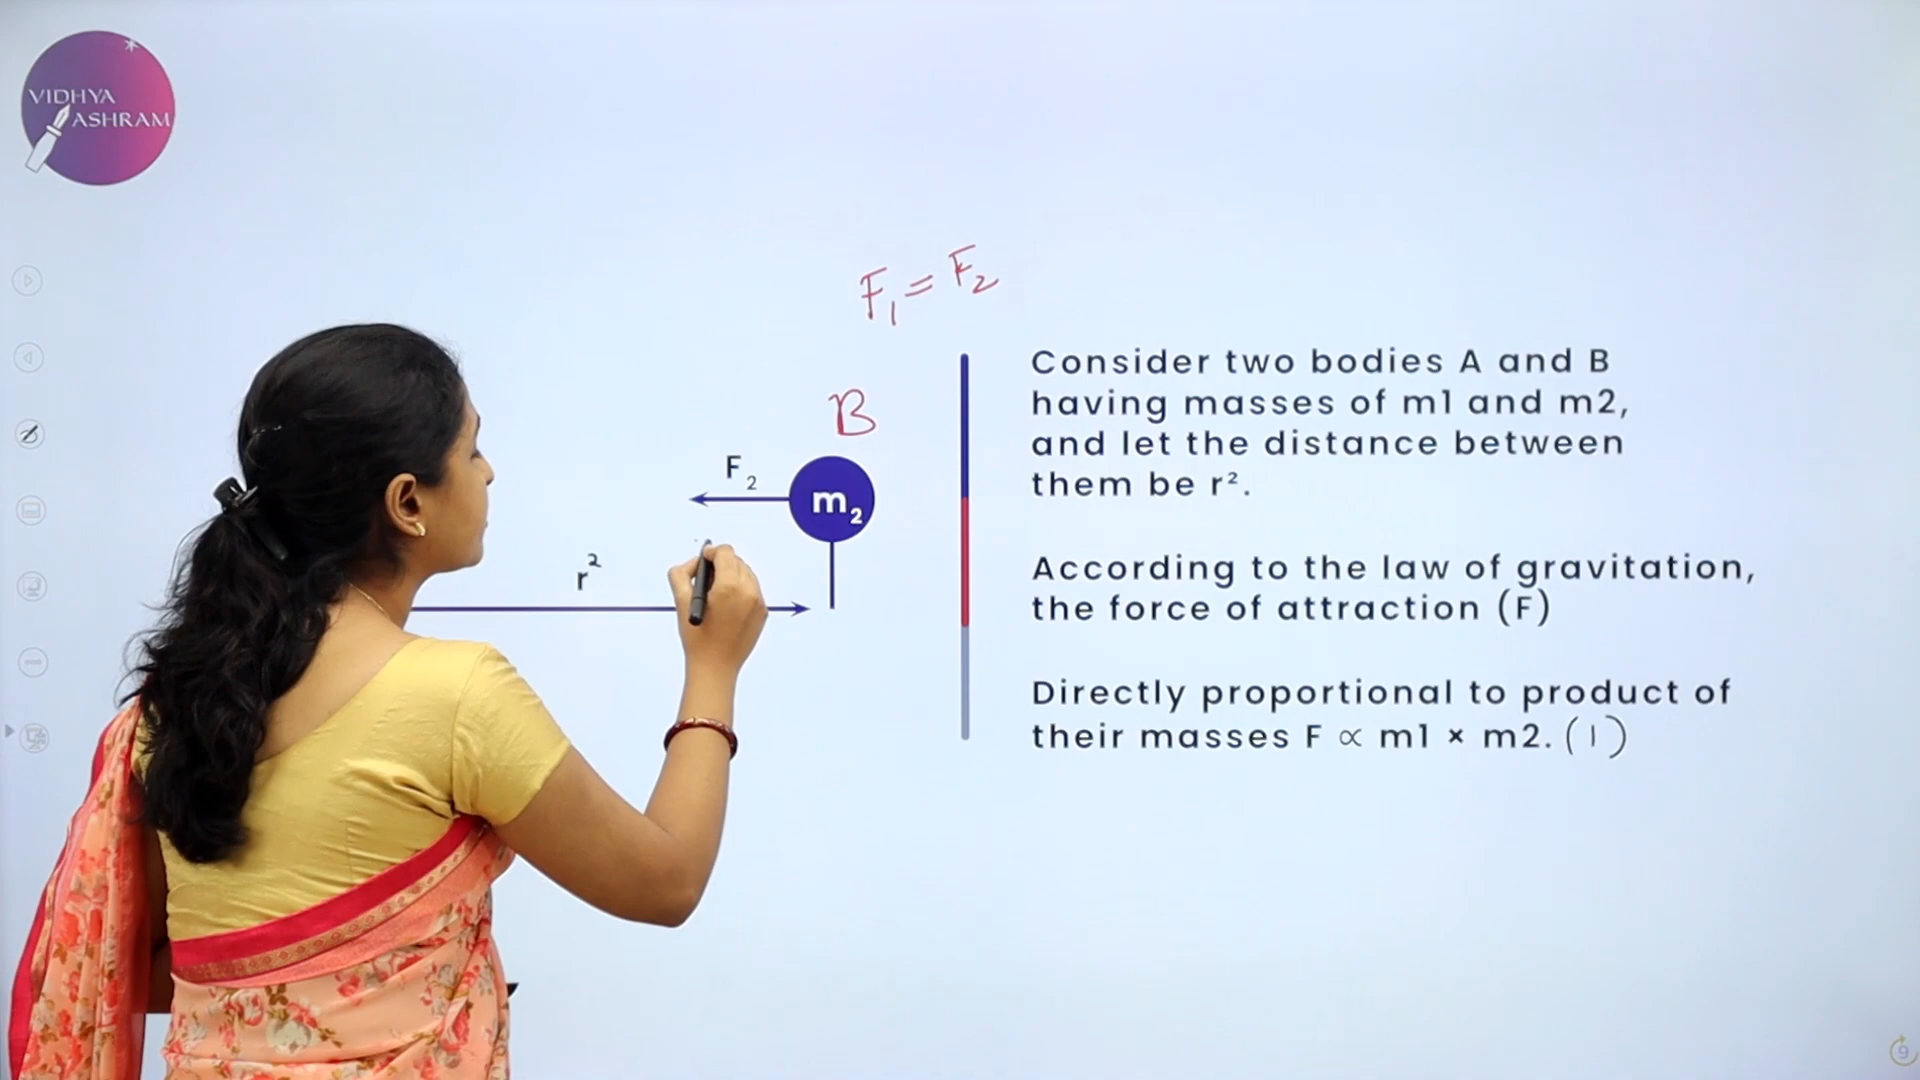 VIDHYA
ASHRAM
F₁ = F₂
B
F₂
m₂
r²
Consider two bodies A and B
having masses of m1 and m2,
and let the distance between
them be r².
According to the law of gravitation,
the force of attraction (F)
Directly proportional to product of
their masses F ∝ m1 × m2. (1)
9